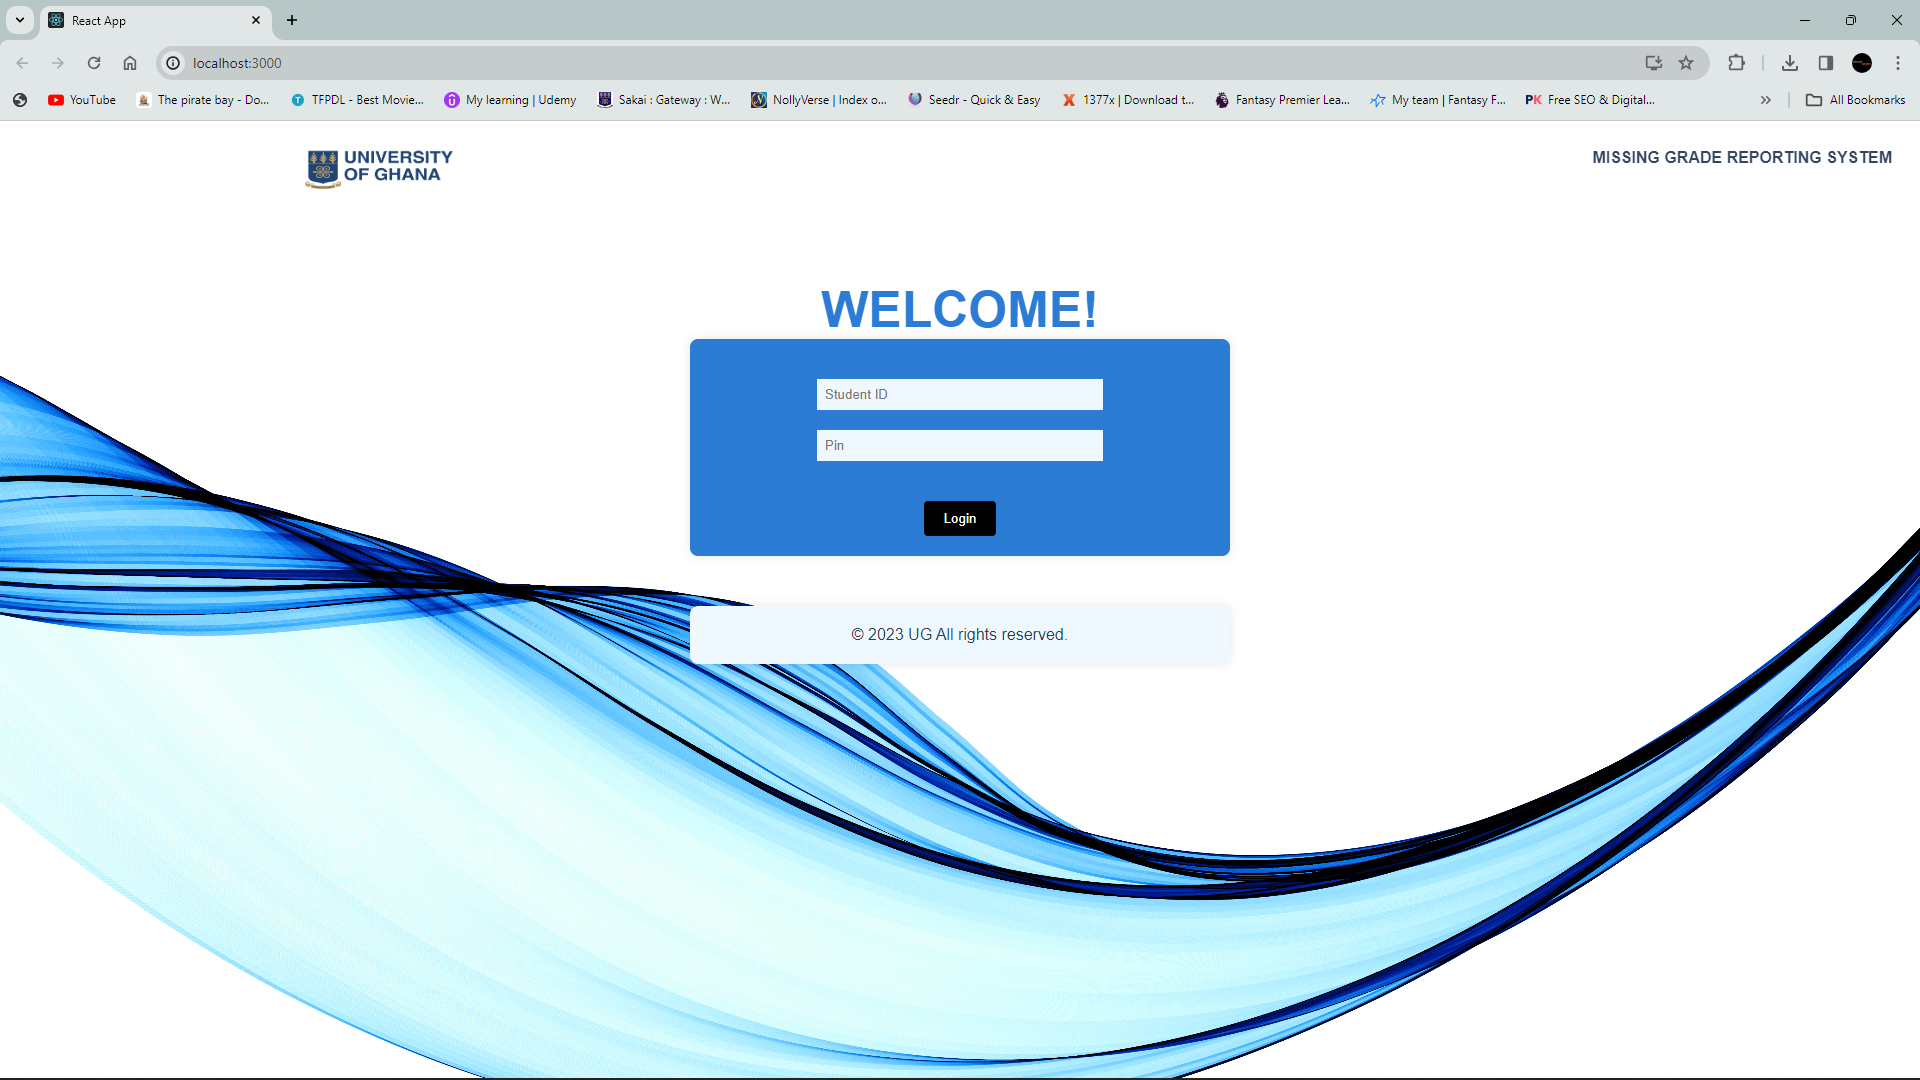 React App
localhost:3000
YouTube
The pirate bay - Do...
TFPDL - Best Movie...
My learning | Udemy
Sakai : Gateway : W...
NollyVerse | Index o...
Seedr - Quick & Easy
1377x | Download t...
Fantasy Premier Lea...
My team | Fantasy F...
PK Free SEO & Digital...
All Bookmarks
UNIVERSITY
OF GHANA
MISSING GRADE REPORTING SYSTEM
WELCOME!
Student ID
Pin
Login
© 2023 UG All rights reserved.